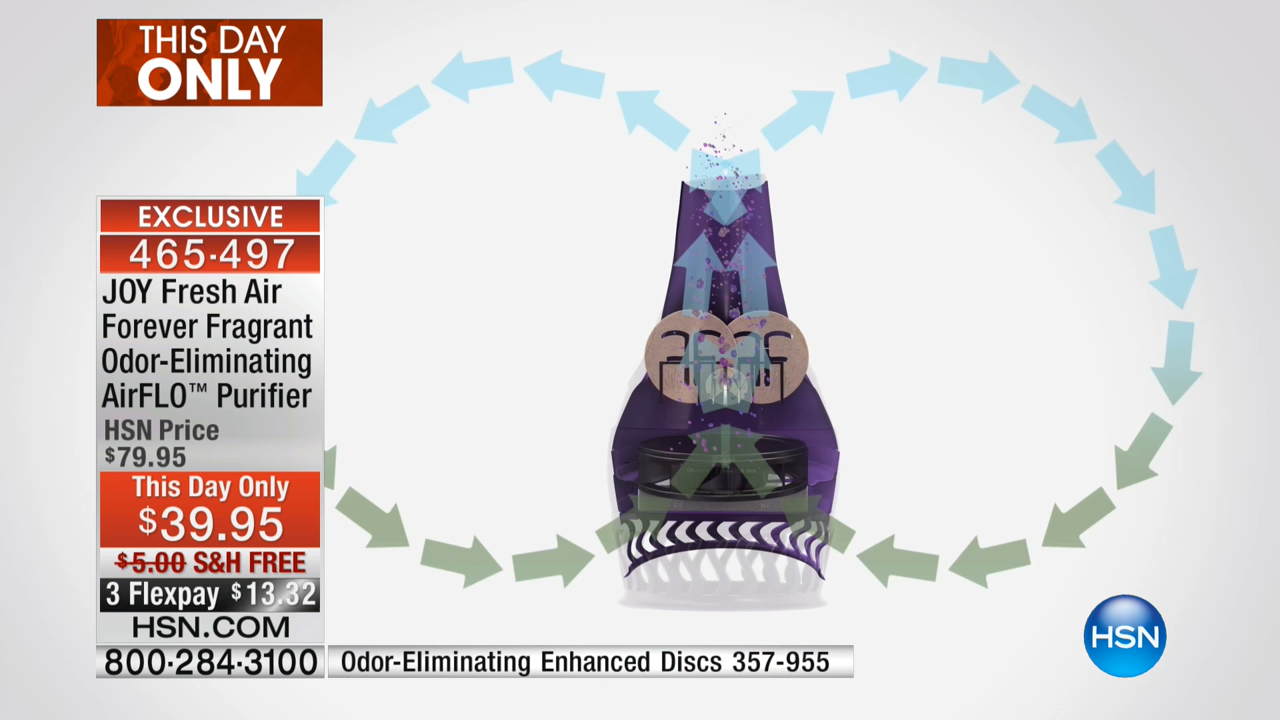 THIS DAY
ONLY
EXCLUSIVE
465·497
JOY Fresh Air
Forever Fragrant
Odor-Eliminating
AirFLO™ Purifier
HSN Price
$79.95
This Day Only
$39.95
$5.00 S&H FREE
3 Flexpay $13.32
HSN.COM
800·284·3100
Odor-Eliminating Enhanced Discs 357-955
HSN